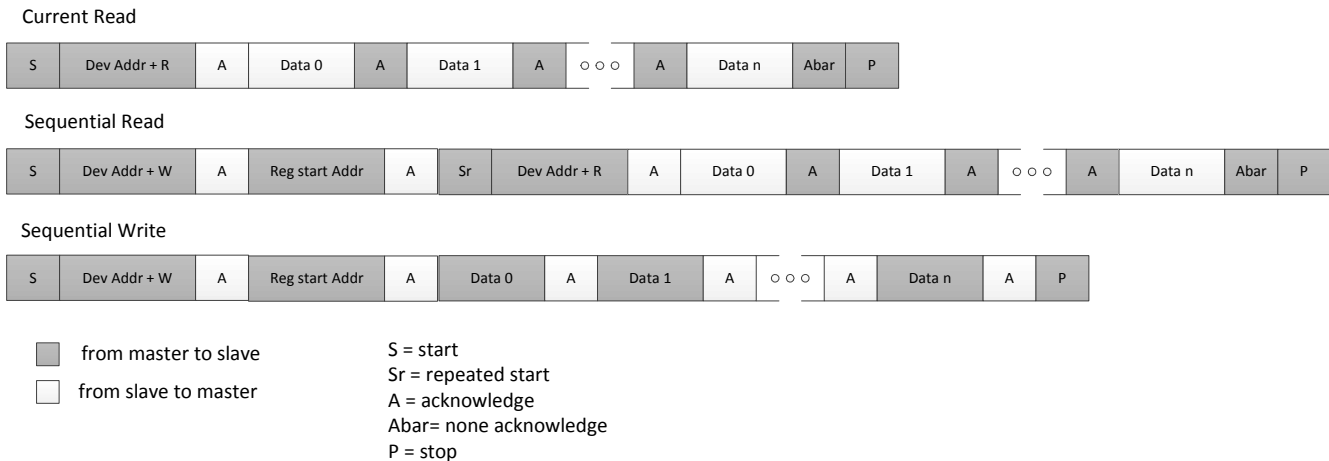 Current Read
S Dev Addr + R A Data 0 A Data 1 A ○ ○ ○ A Data n Abar P
Sequential Read
S Dev Addr + W A Reg start Addr A Sr Dev Addr + R A Data 0 A Data 1 A ○ ○ ○ A Data n Abar P
Sequential Write
S Dev Addr + W A Reg start Addr A Data 0 A Data 1 A ○ ○ ○ A Data n A P
from master to slave
from slave to master
S = start
Sr = repeated start
A = acknowledge
Abar= none acknowledge
P = stop